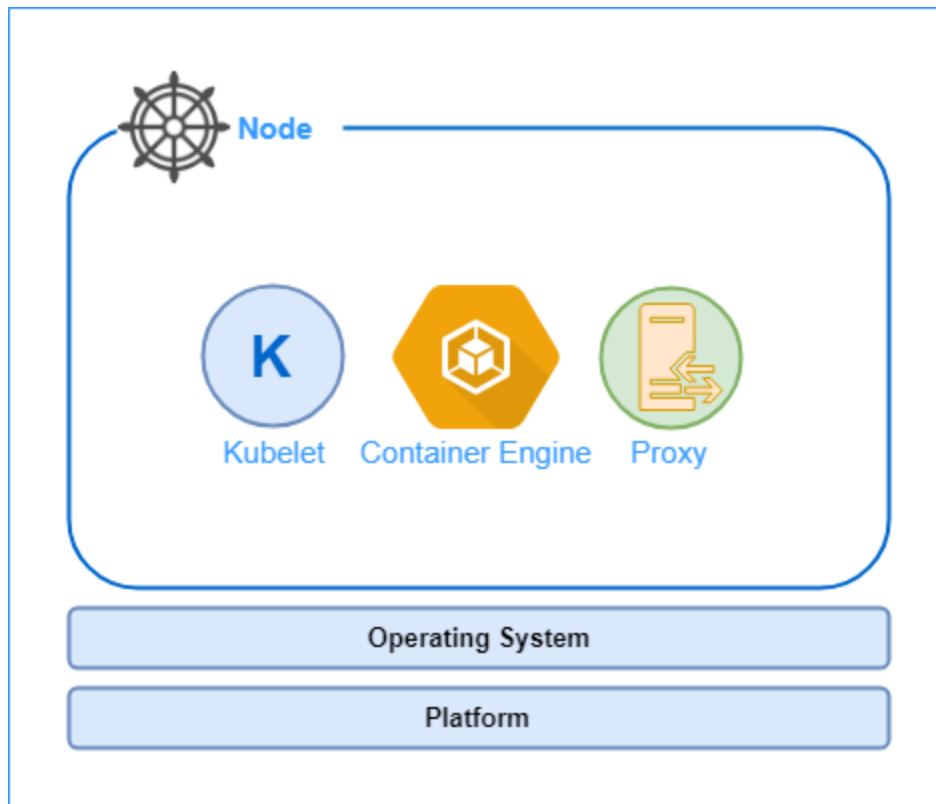 Node
K
Kubelet Container Engine Proxy
Operating System
Platform